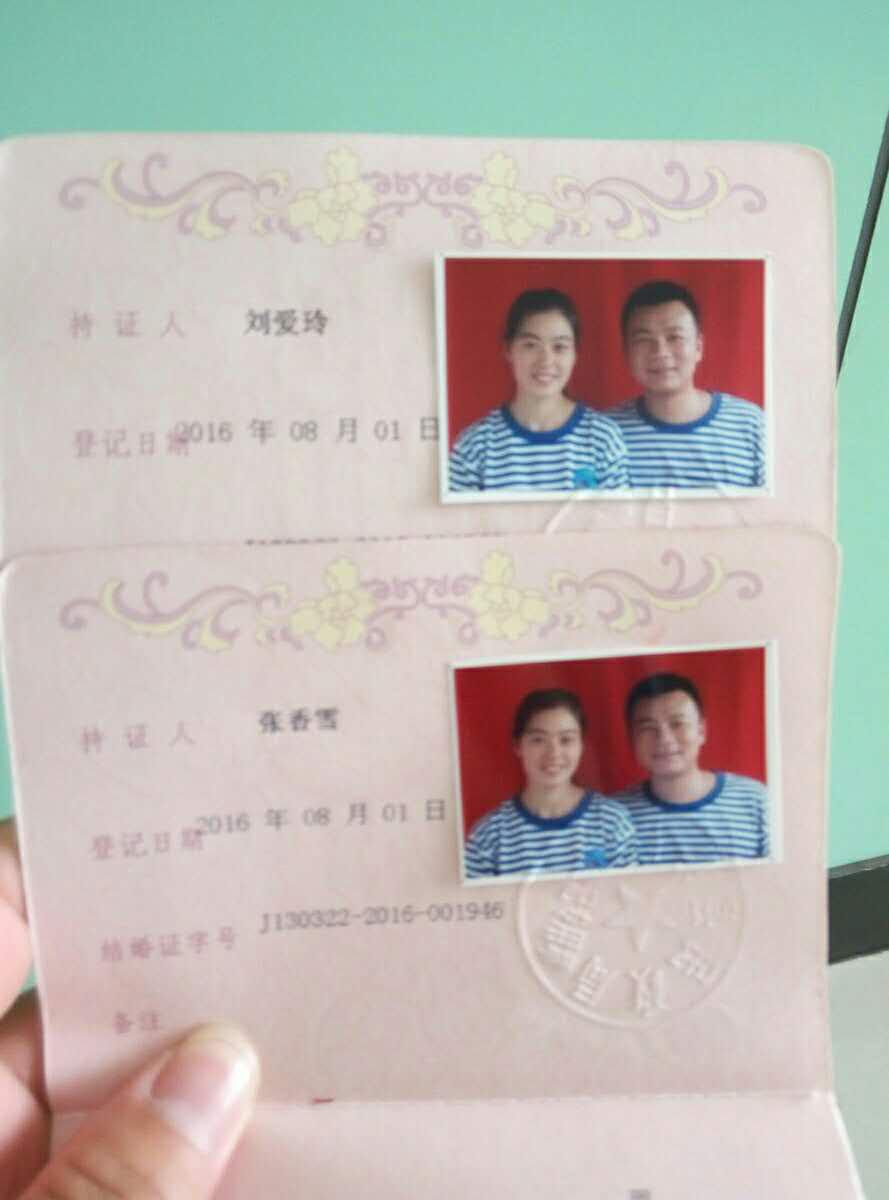 持证人 刘爱玲
登记日期 2016 年 08 月 01 日
持证人 张香雪
登记日期 2016 年 08 月 01 日
结婚证字号 J130322-2016-001946
备注